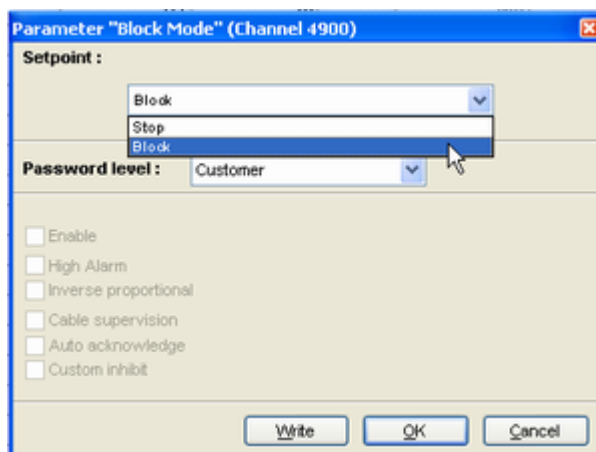 Parameter "Block Mode" (Channel 4900)
Setpoint :
Block
Stop
Block
Password level : Customer
Enable
High Alarm
Inverse proportional
Cable supervision
Auto acknowledge
Custom inhibit
Write OK Cancel